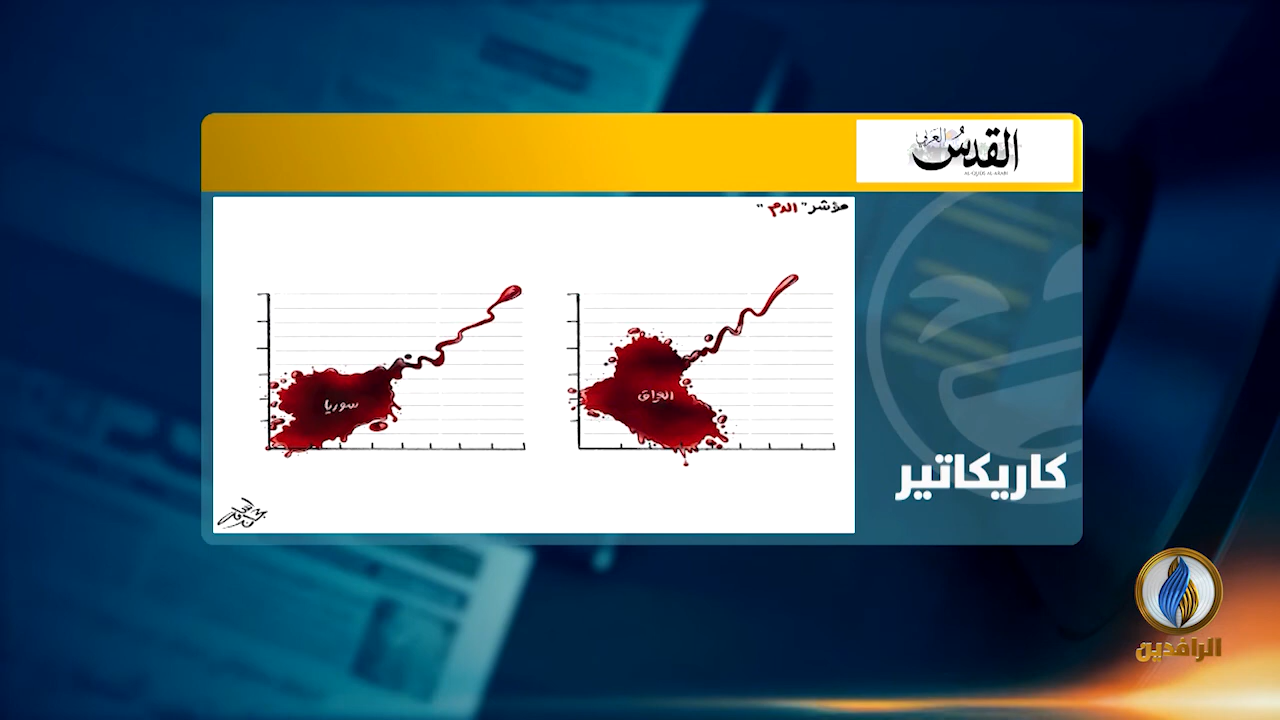 القدس العربي
AL-QUDS AL-ARABI
مؤشر "الدم"
سوريا
العراق
كاريكاتير
الرافدين